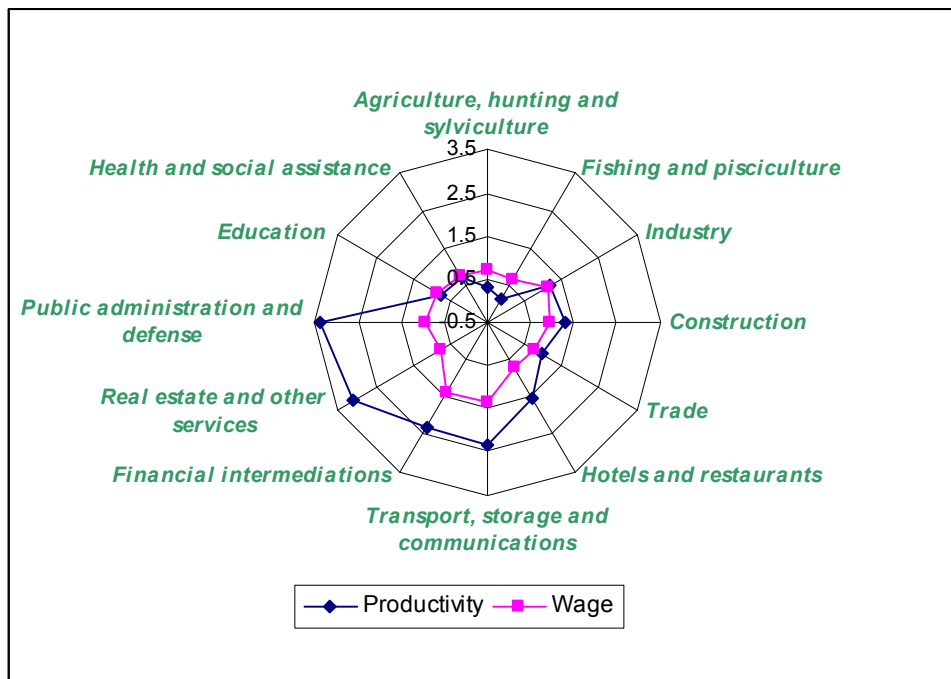 Agriculture, hunting and
sylviculture
3.5
Health and social assistance
Fishing and pisciculture
2.5
Education
1.5
Industry
0.5
Public administration and
defense
-0.5
Construction
Real estate and other
services
Trade
Financial intermediations
Hotels and restaurants
Transport, storage and
communications
Productivity
Wage